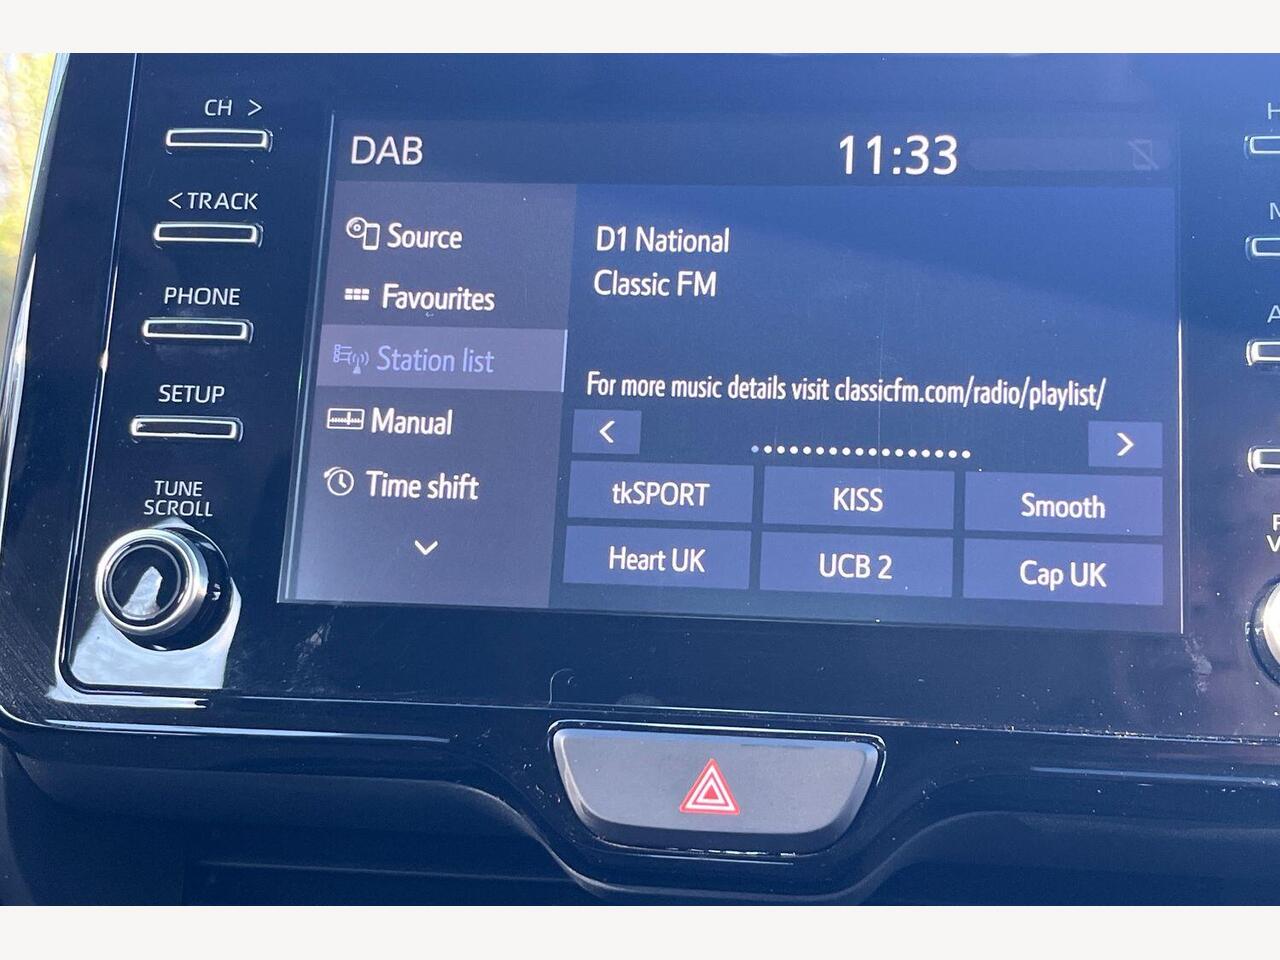 CH >
< TRACK
PHONE
SETUP
TUNE
SCROLL
DAB
11:33
Source
Favourites
Station list
Manual
Time shift
D1 National
Classic FM
For more music details visit classicfm.com/radio/playlist/
<
>
tkSPORT
KISS
Smooth
Heart UK
UCB 2
Cap UK